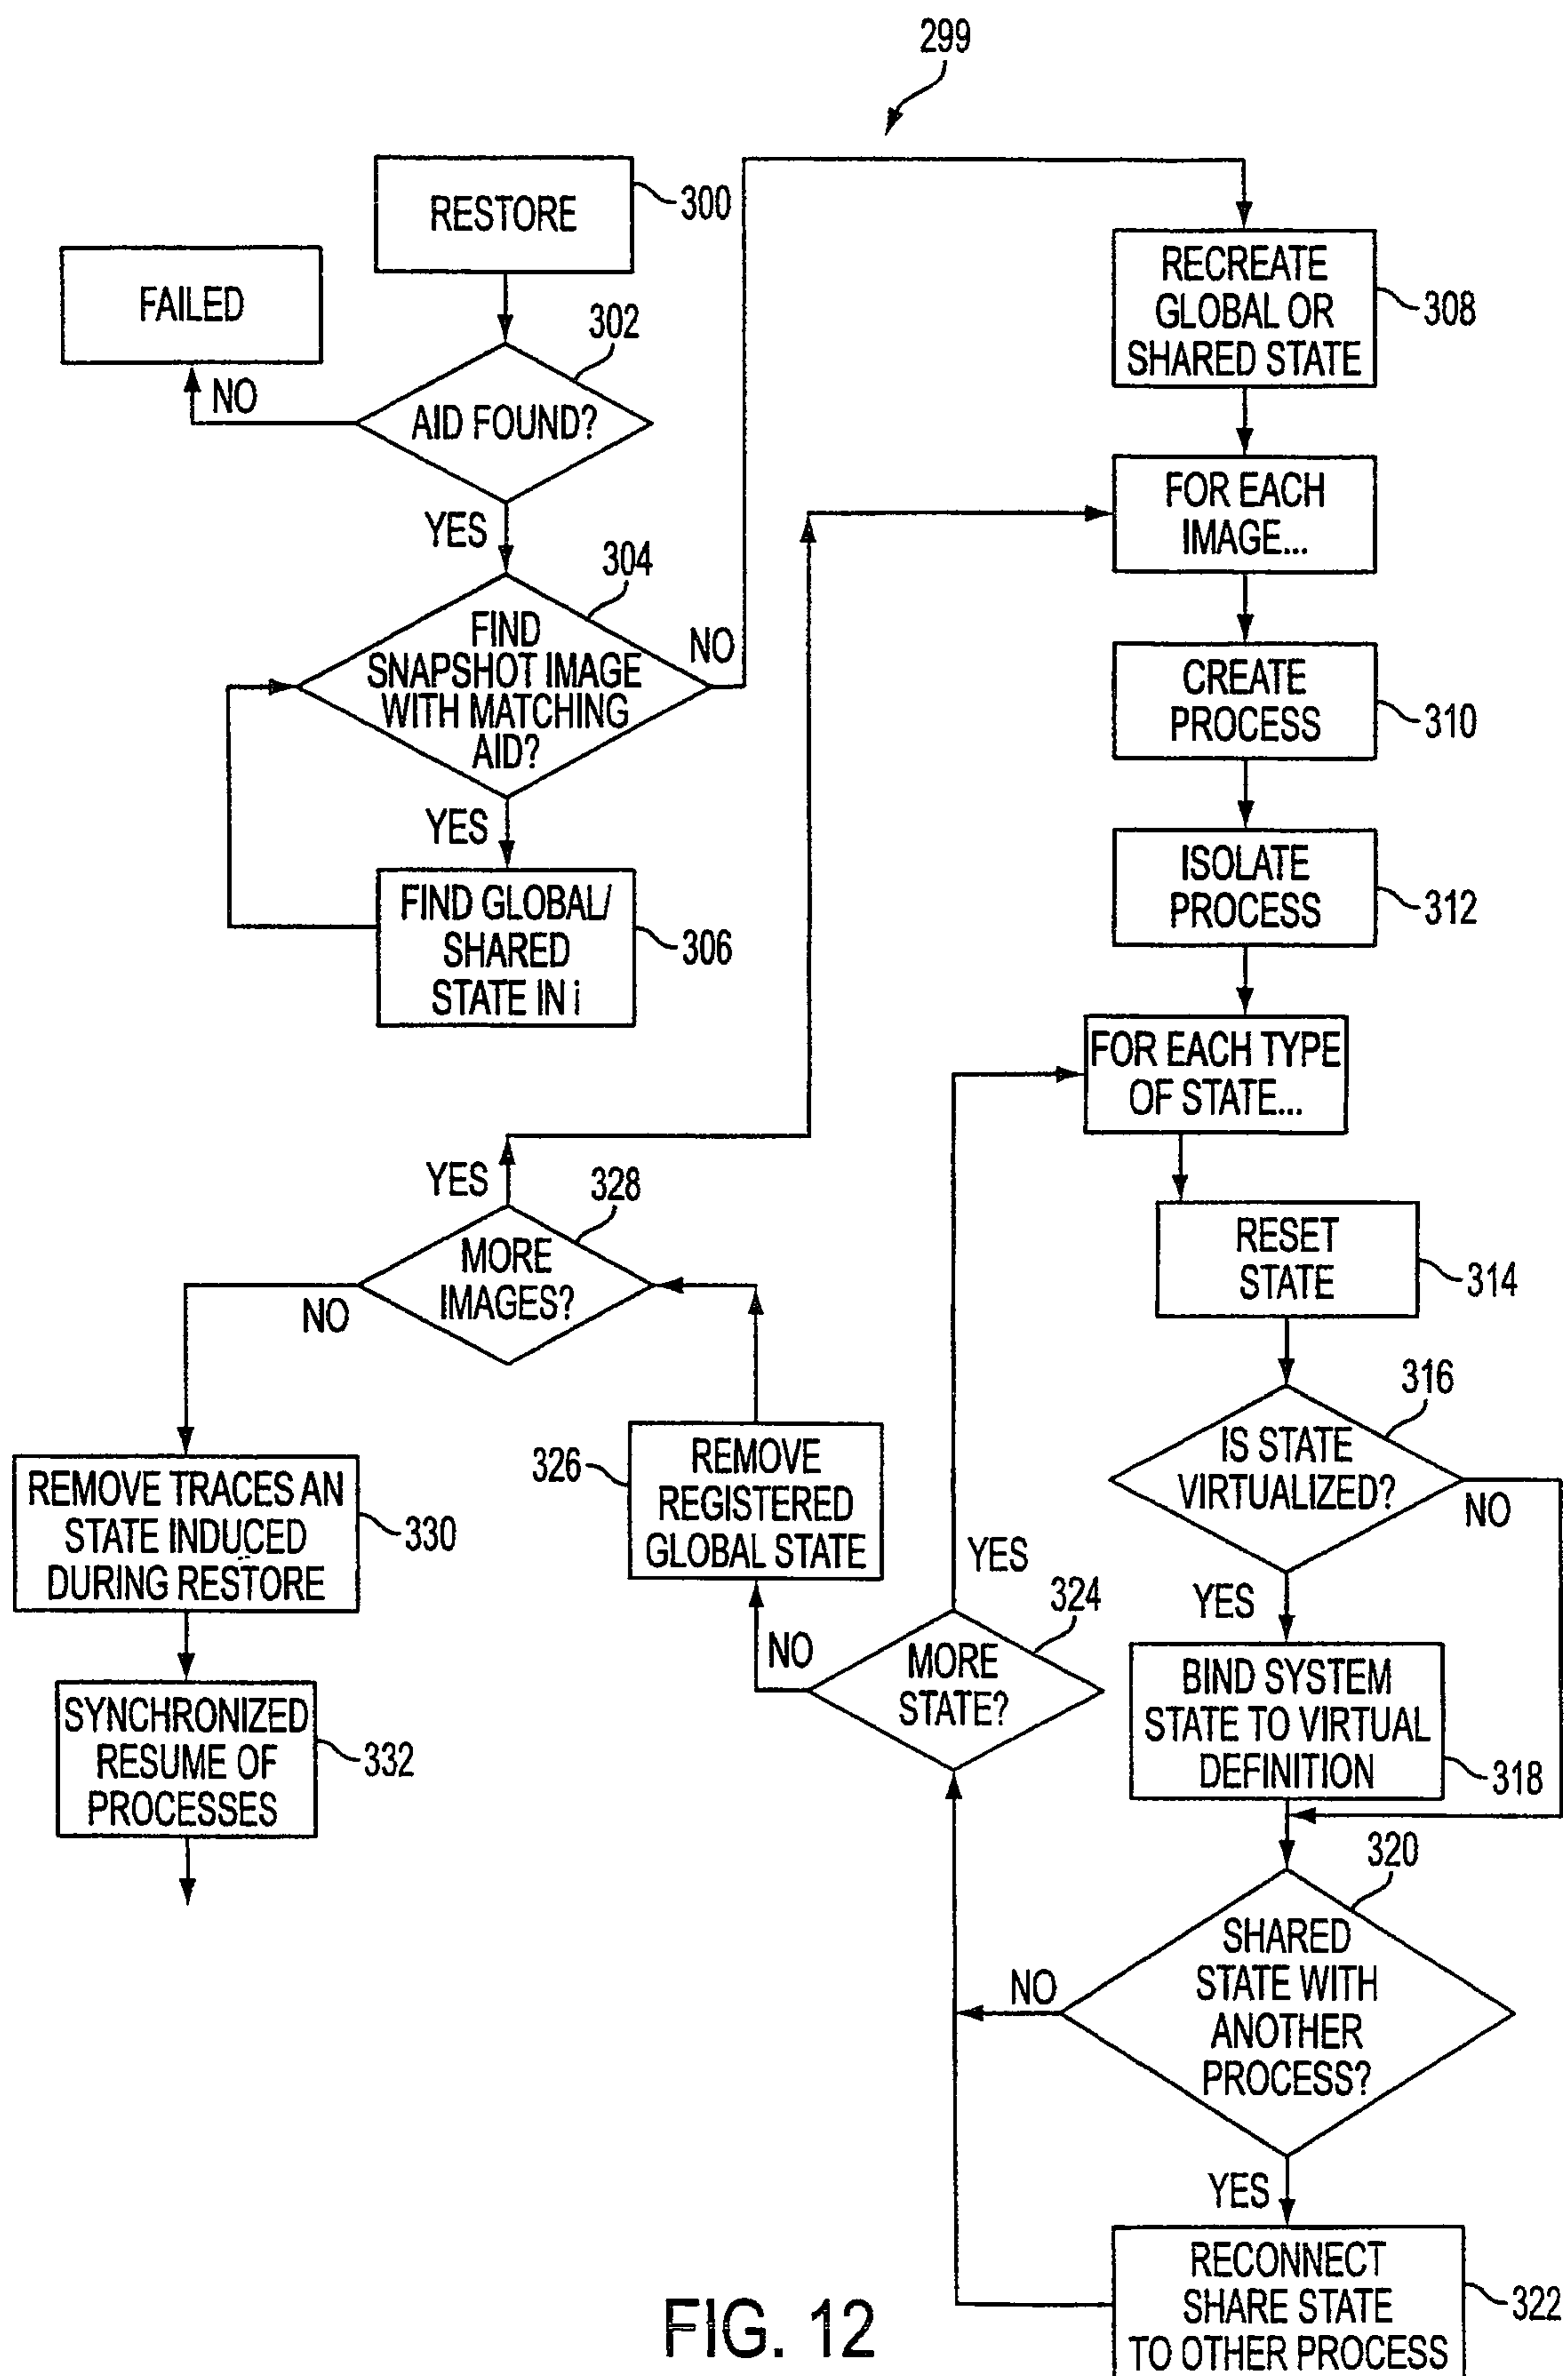 299
RESTORE
300
FAILED
302
NO
AID FOUND?
YES
304
FIND
SNAPSHOT IMAGE
WITH MATCHING
AID?
NO
YES
FIND GLOBAL/
SHARED
STATE IN i
306
RECREATE
GLOBAL OR
SHARED STATE
308
FOR EACH
IMAGE...
CREATE
PROCESS
310
ISOLATE
PROCESS
312
FOR EACH TYPE
OF STATE...
RESET
STATE
314
316
IS STATE
VIRTUALIZED?
NO
YES
BIND SYSTEM
STATE TO VIRTUAL
DEFINITION
318
320
SHARED
STATE WITH
ANOTHER
PROCESS?
NO
YES
RECONNECT
SHARE STATE
TO OTHER PROCESS
322
YES
324
MORE
STATE?
NO
326
REMOVE
REGISTERED
GLOBAL STATE
YES
328
MORE
IMAGES?
NO
REMOVE TRACES AN
STATE INDUCED
DURING RESTORE
330
SYNCHRONIZED
RESUME OF
PROCESSES
332
FIG. 12